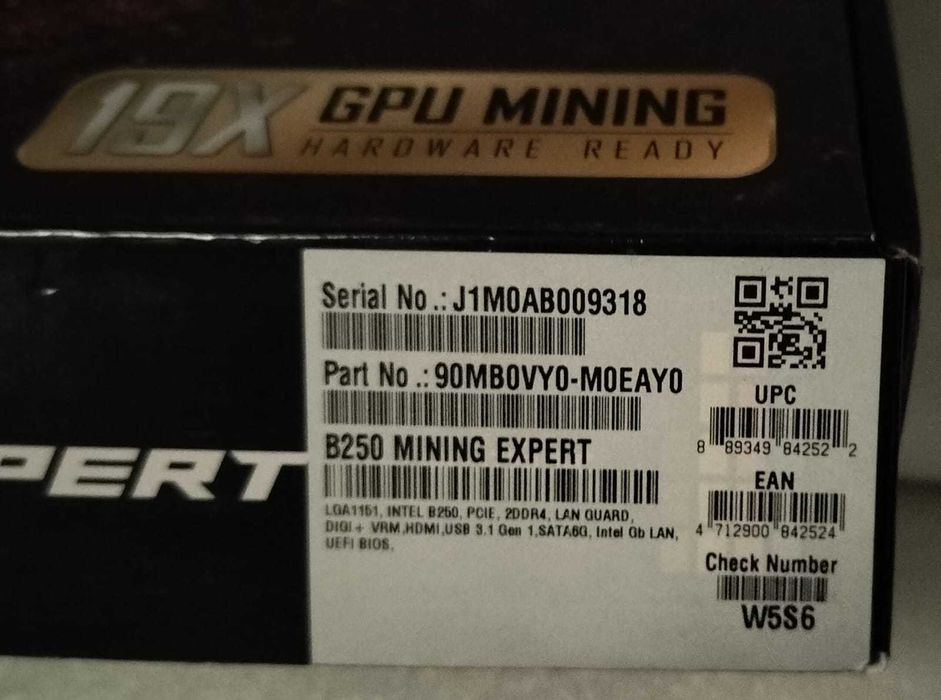 19X GPU MINING
HARDWARE READY
PERT
Serial No.: J1M0AB009318
Part No.: 90MB0VY0-M0EAY0
B250 MINING EXPERT
LGA1151, INTEL B250, PCIE, 2DDR4, LAN GUARD,
DIGI+ VRM,HDMI,USB 3.1 Gen 1,SATA6G, Intel Gb LAN,
UEFI BIOS.
UPC
8 89349 84252 2
EAN
4 712900 842524
Check Number
W5S6